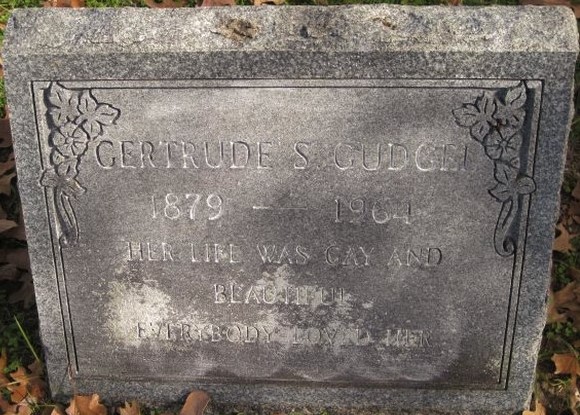 GERTRUDE S. GUDGEL
1879 — 1964
HER LIFE WAS GAY AND
BEAUTIFUL
EVERYBODY LOVED HER